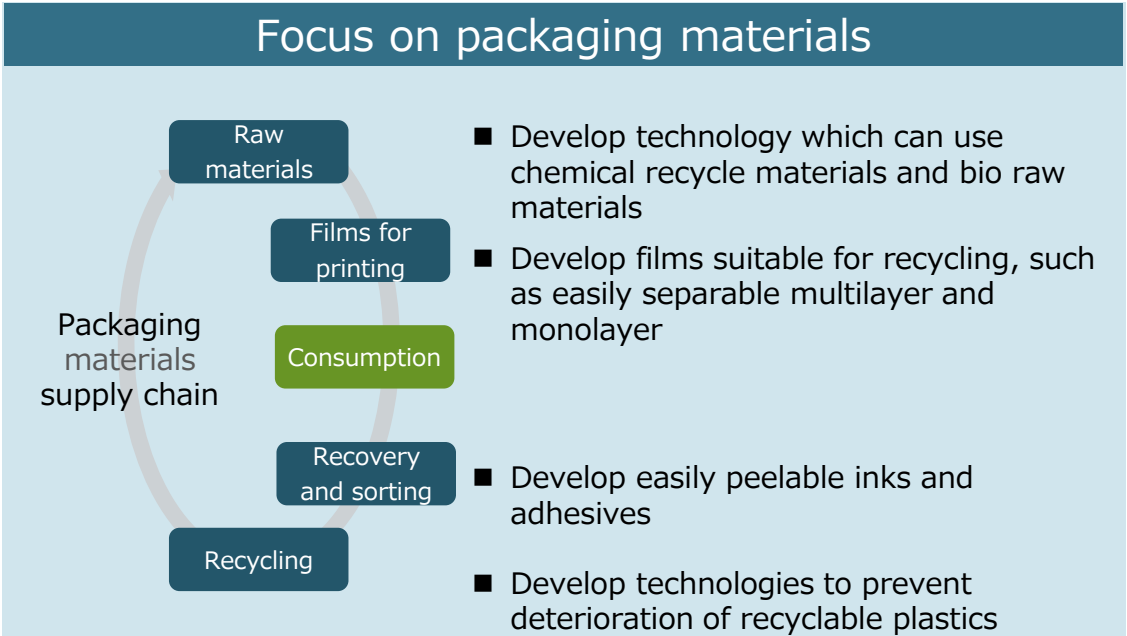 Focus on packaging materials
Raw
materials
Films for
printing
Packaging
materials
supply chain
Consumption
Recovery
and sorting
Recycling
■ Develop technology which can use
chemical recycle materials and bio raw
materials
■ Develop films suitable for recycling, such
as easily separable multilayer and
monolayer
■ Develop easily peelable inks and
adhesives
■ Develop technologies to prevent
deterioration of recyclable plastics